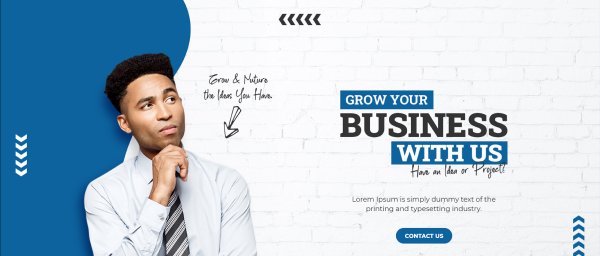 Grow & Nuture
the Ideas You Have.
GROW YOUR
BUSINESS
WITH US
Have an Idea or Project?
Lorem Ipsum is simply dummy text of the
printing and typesetting industry.
CONTACT US